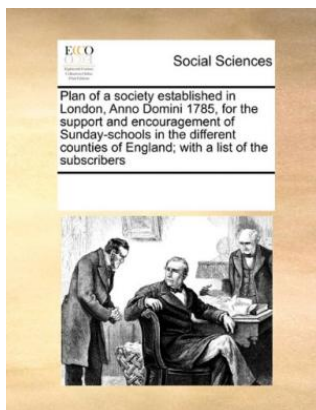 ECCO
Social Sciences
Plan of a society established in
London, Anno Domini 1785, for the
support and encouragement of
Sunday-schools in the different
counties of England; with a list of the
subscribers